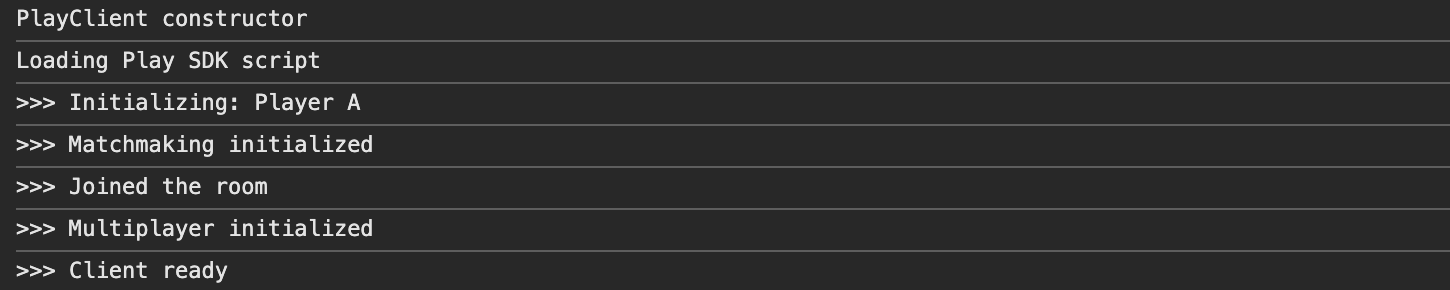 PlayClient constructor
Loading Play SDK script
>>> Initializing: Player A
>>> Matchmaking initialized
>>> Joined the room
>>> Multiplayer initialized
>>> Client ready